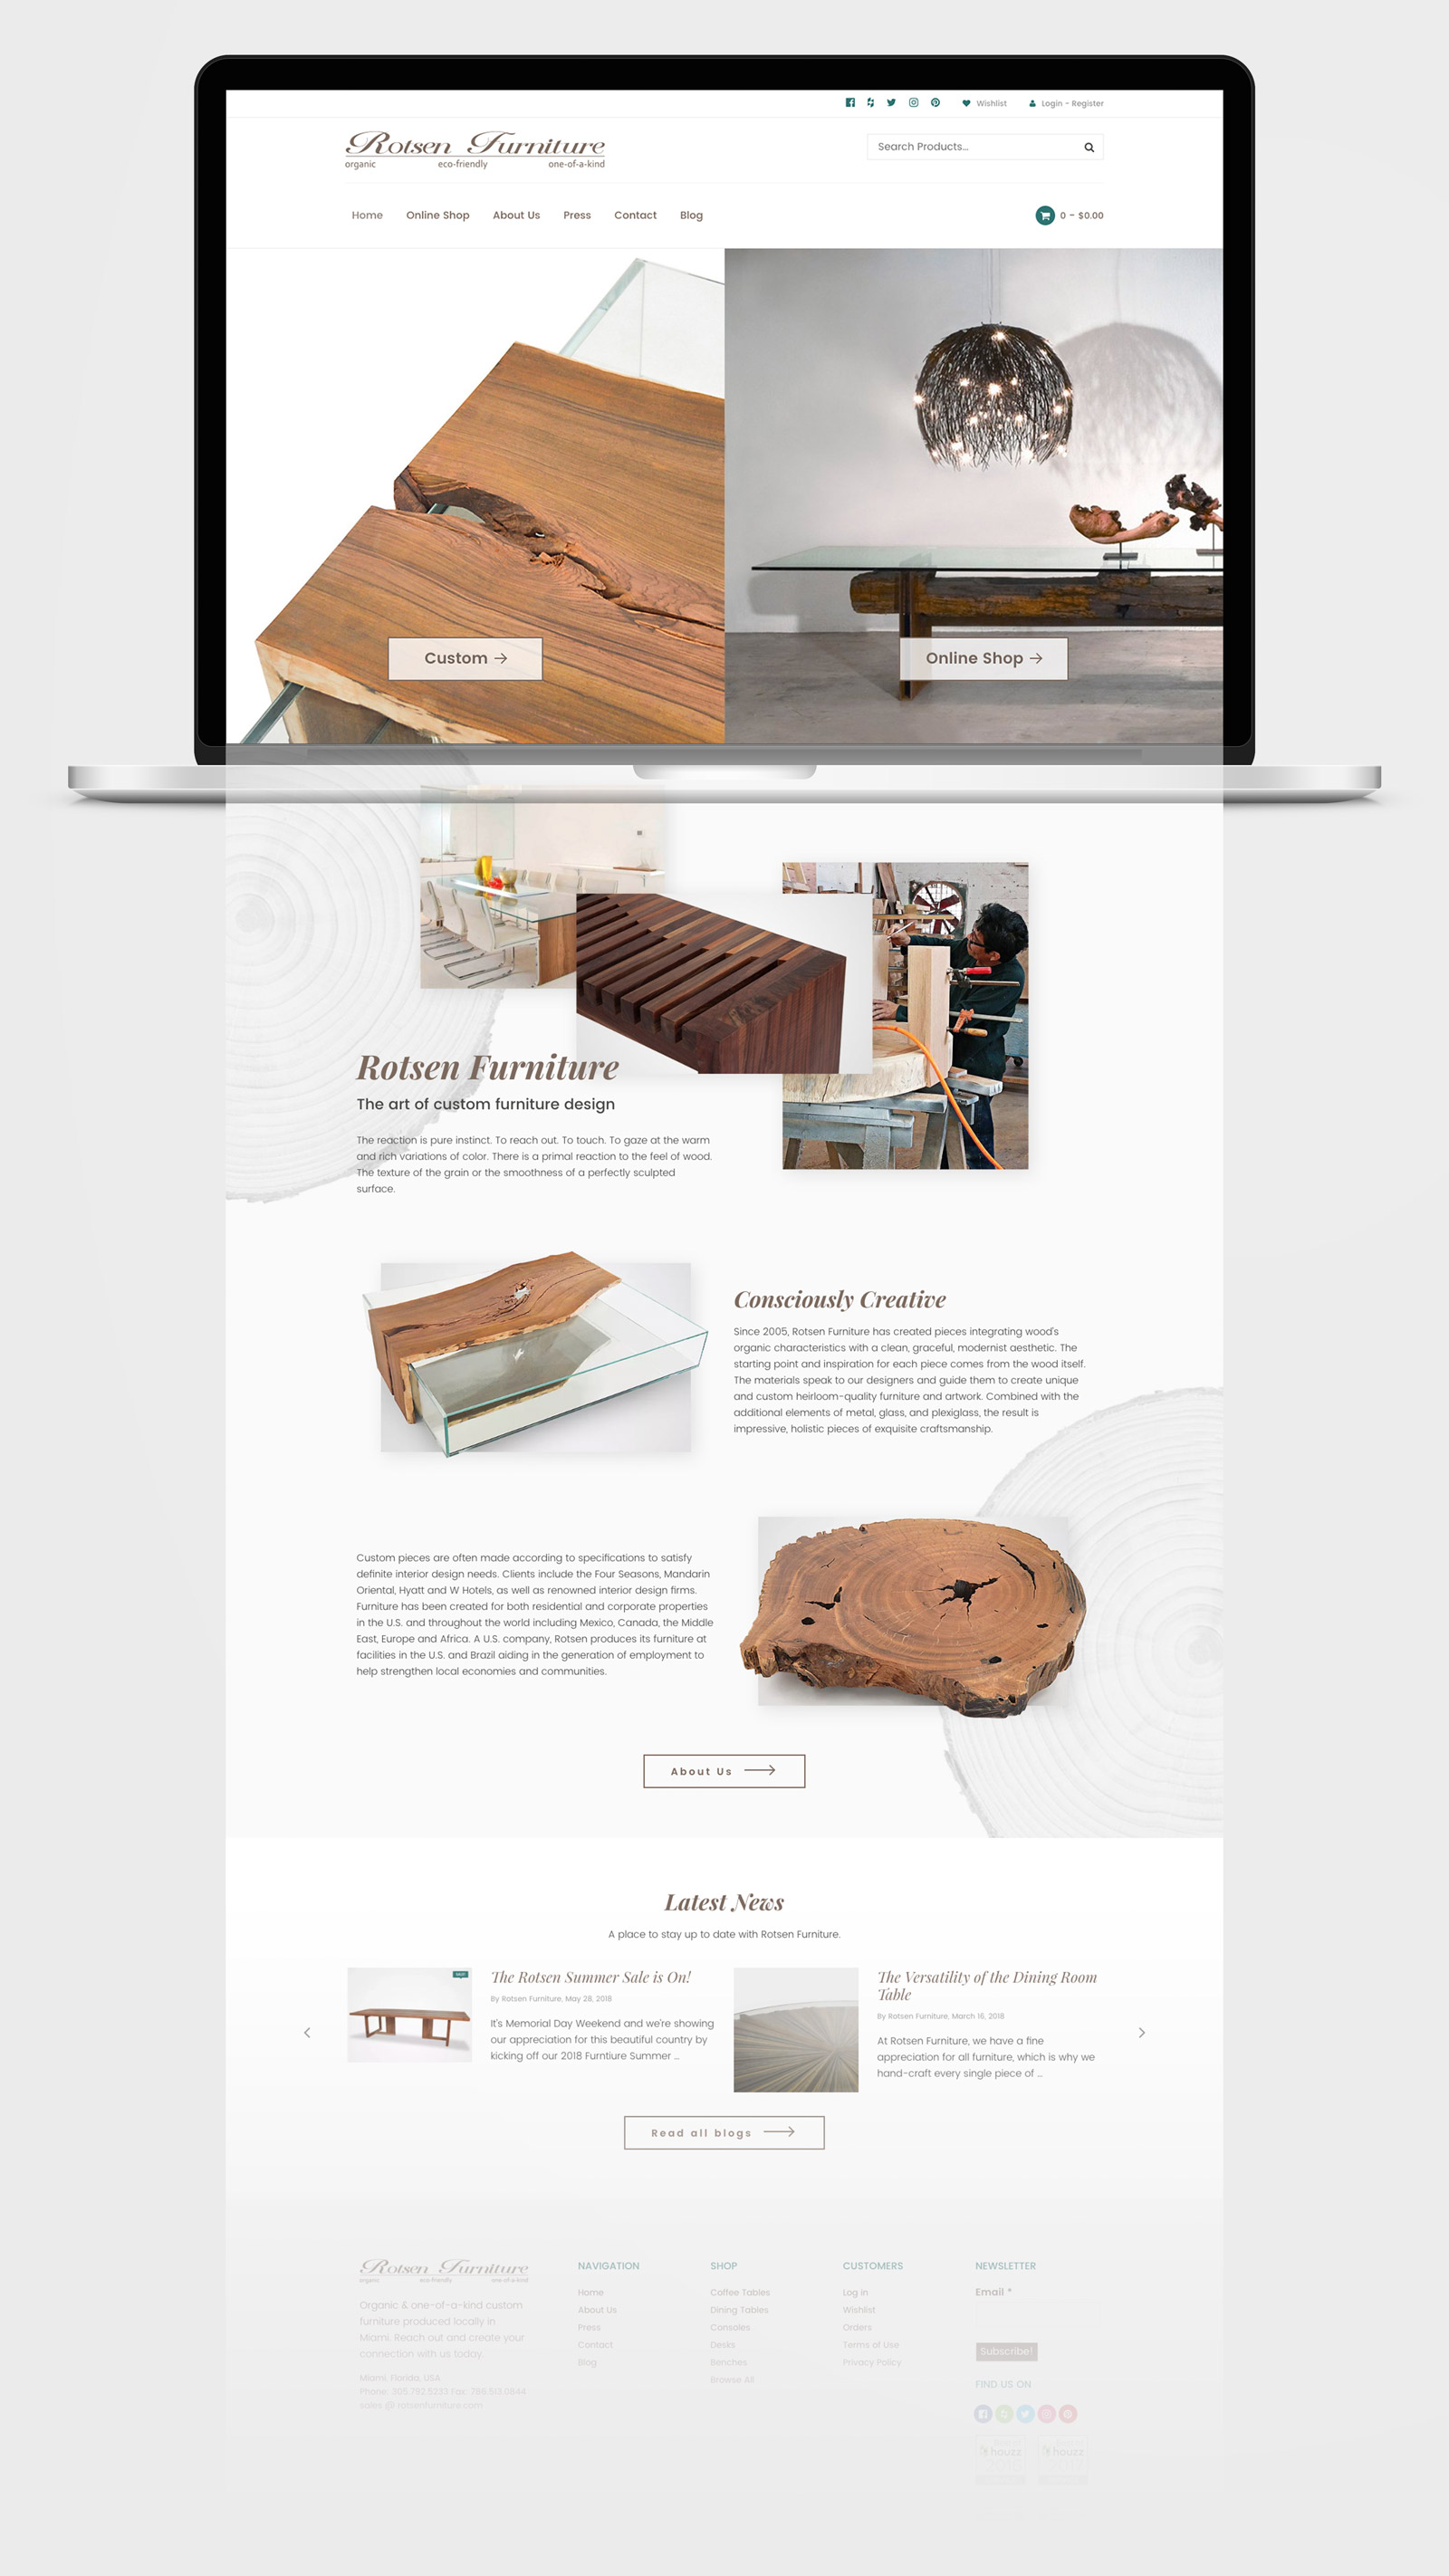 Wishlist
Login - Register
Rotsen Furniture
organic eco-friendly one-of-a-kind
Search Products...
Home Online Shop About Us Press Contact Blog
0 - $0.00
Custom →
Online Shop →
Rotsen Furniture
The art of custom furniture design
The reaction is pure instinct. To reach out. To touch. To gaze at the warm
and rich variations of color. There is a primal reaction to the feel of wood.
The texture of the grain or the smoothness of a perfectly sculpted
surface.
Consciously Creative
Since 2005, Rotsen Furniture has created pieces integrating wood's
organic characteristics with a clean, graceful, modernist aesthetic. The
starting point and inspiration for each piece comes from the wood itself.
The materials speak to our designers and guide them to create unique
and custom heirloom-quality furniture and artwork. Combined with the
additional elements of metal, glass, and plexiglass, the result is
impressive, holistic pieces of exquisite craftsmanship.
Custom pieces are often made according to specifications to satisfy
definite interior design needs. Clients include the Four Seasons, Mandarin
Oriental, Hyatt and W Hotels, as well as renowned interior design firms.
Furniture has been created for both residential and corporate properties
in the U.S. and throughout the world including Mexico, Canada, the Middle
East, Europe and Africa. A U.S. company, Rotsen produces its furniture at
facilities in the U.S. and Brazil aiding in the generation of employment to
help strengthen local economies and communities.
About Us
Latest News
A place to stay up to date with Rotsen Furniture.
The Rotsen Summer Sale is On!
By Rotsen Furniture, May 28, 2018
It's Memorial Day Weekend and we're showing
our appreciation for this beautiful country by
kicking off our 2018 Furntiure Summer ...
The Versatility of the Dining Room
Table
By Rotsen Furniture, March 16, 2018
At Rotsen Furniture, we have a fine
appreciation for all furniture, which is why we
hand-craft every single piece of ...
Read all blogs
Rotsen Furniture
organic eco-friendly one-of-a-kind
Organic & one-of-a-kind custom
furniture produced locally in
Miami. Reach out and create your
connection with us today.
Miami, Florida, USA
Phone: 305.792.5233 Fax: 786.513.0844
sales @ rotsenfurniture.com
NAVIGATION
Home
About Us
Press
Contact
Blog
SHOP
Coffee Tables
Dining Tables
Consoles
Desks
Benches
Browse All
CUSTOMERS
Log in
Wishlist
Orders
Terms of Use
Privacy Policy
NEWSLETTER
Email *
Subscribe!
FIND US ON
houzz houzz